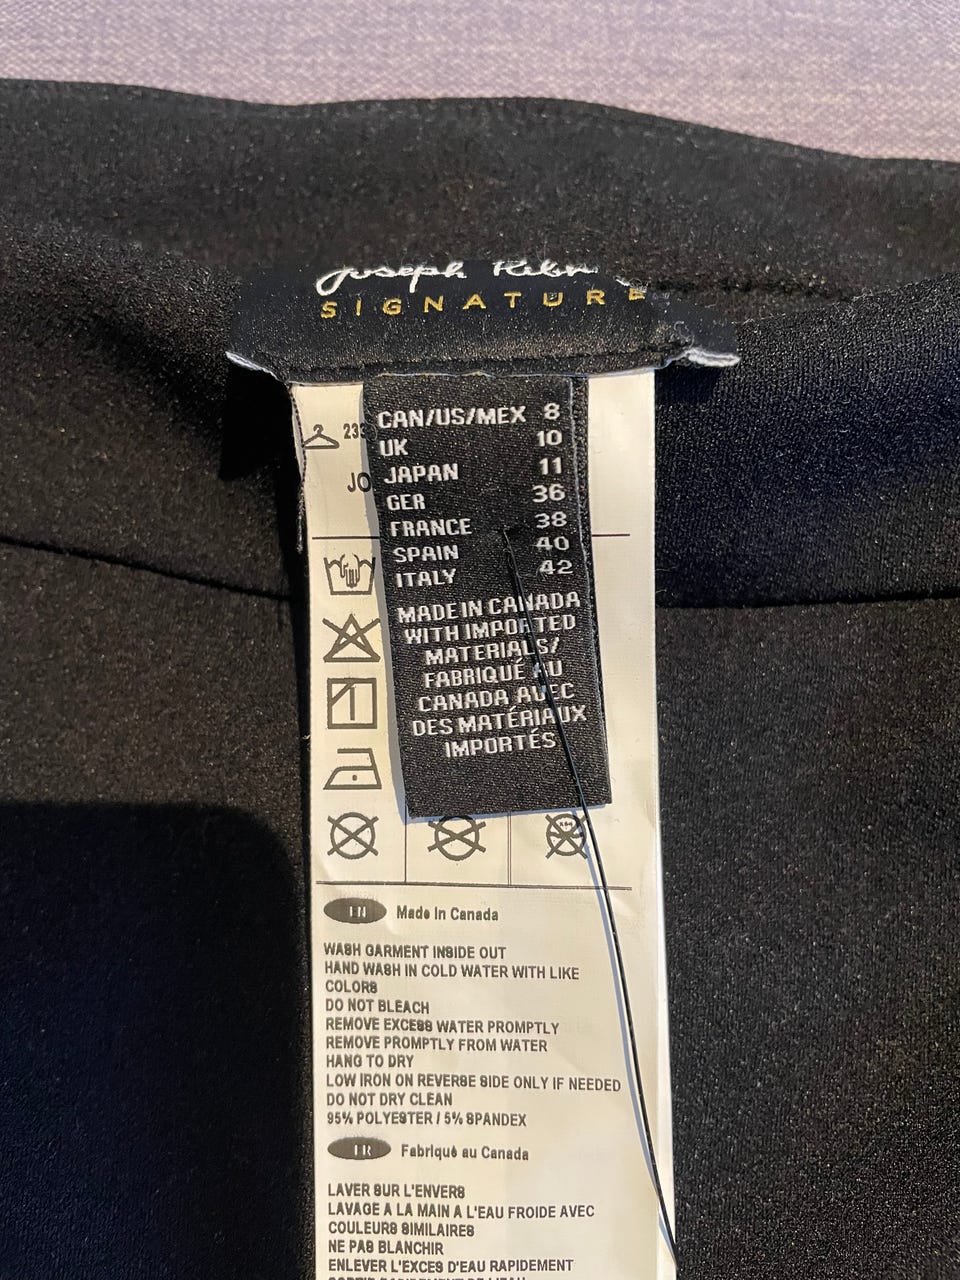 Joseph Ribk
SIGNATURE
CAN/US/MEX 8
UK 10
JAPAN 11
GER 36
FRANCE 38
SPAIN 40
ITALY 42
MADE IN CANADA
WITH IMPORTED
MATERIALS/
FABRIQUÉ AU
CANADA AVEC
DES MATÉRIAUX
IMPORTÉS
233
JO
EN Made In Canada
WASH GARMENT INSIDE OUT
HAND WASH IN COLD WATER WITH LIKE
COLORS
DO NOT BLEACH
REMOVE EXCESS WATER PROMPTLY
REMOVE PROMPTLY FROM WATER
HANG TO DRY
LOW IRON ON REVERSE SIDE ONLY IF NEEDED
DO NOT DRY CLEAN
95% POLYESTER / 5% SPANDEX
FR Fabriqué au Canada
LAVER SUR L'ENVERS
LAVAGE A LA MAIN A L'EAU FROIDE AVEC
COULEURS SIMILAIRES
NE PAS BLANCHIR
ENLEVER L'EXCES D'EAU RAPIDEMENT